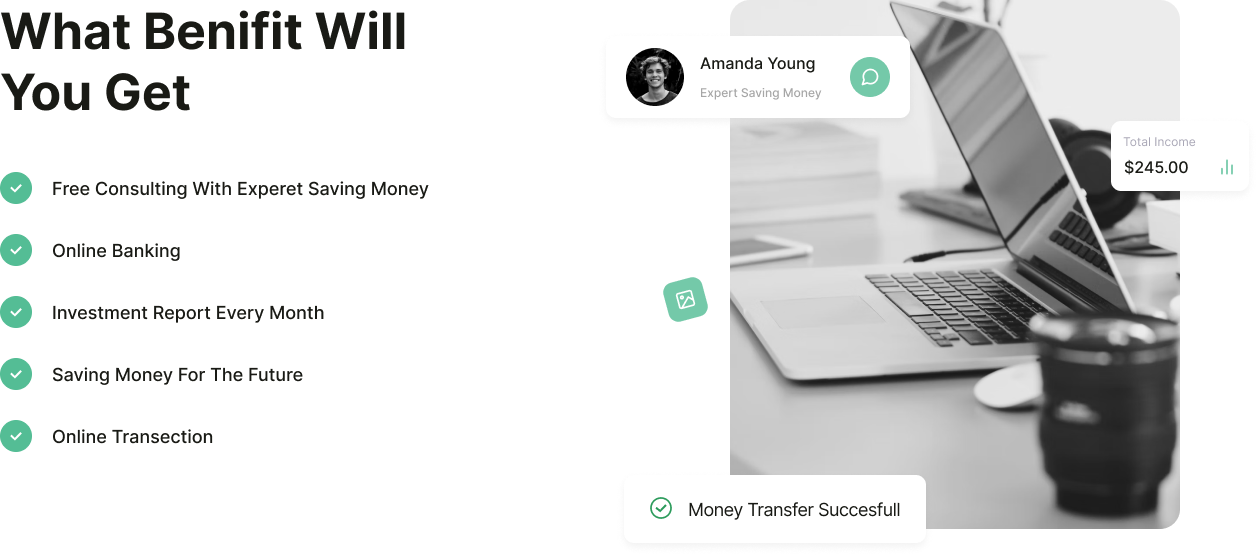 What Benifit Will
You Get
Free Consulting With Experet Saving Money
Online Banking
Investment Report Every Month
Saving Money For The Future
Online Transection
Amanda Young
Expert Saving Money
Total Income
$245.00
Money Transfer Succesfull